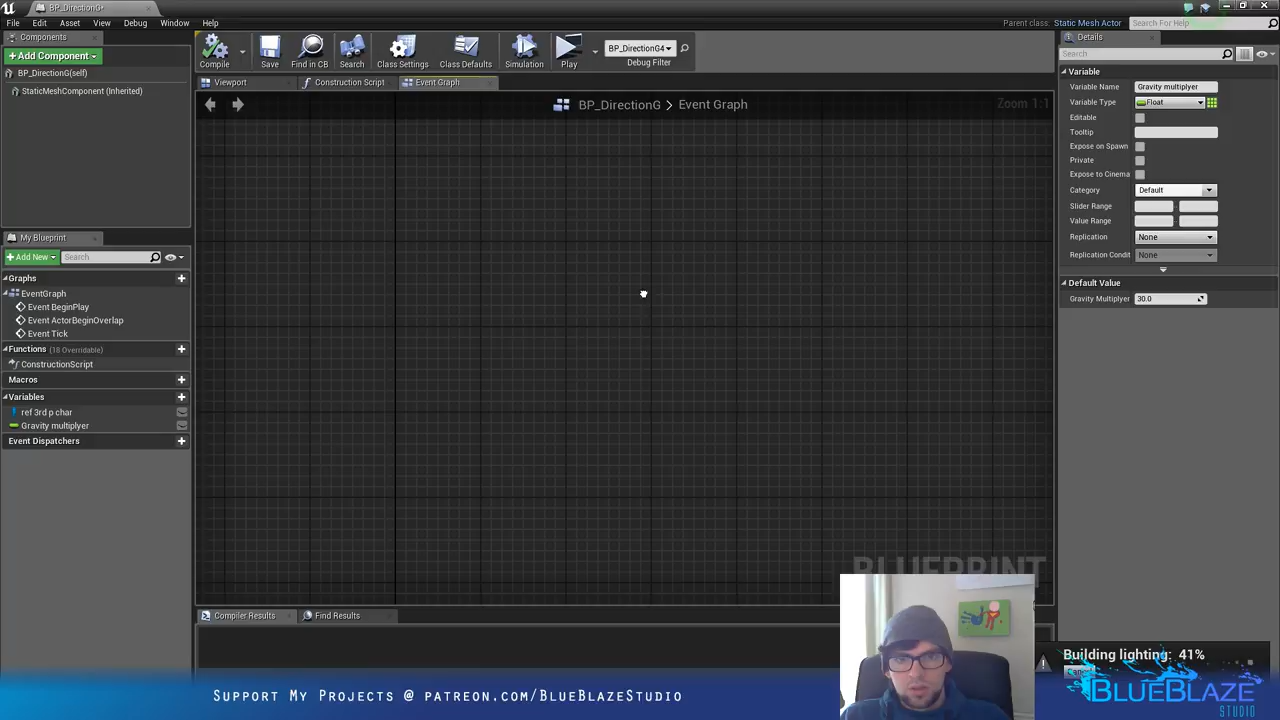 BP_DirectionG*
File Edit Asset View Debug Window Help
Parent class: Static Mesh Actor
Search For Help
Components
+Add Component
BP_DirectionG(self)
StaticMeshComponent (Inherited)
Compile
Save
Find in CB
Search
Class Settings
Class Defaults
Simulation
Play
BP_DirectionG4
Debug Filter
Viewport
Construction Script
Event Graph
BP_DirectionG > Event Graph
Zoom 1:1
My Blueprint
+Add New
Search
Graphs
EventGraph
Event BeginPlay
Event ActorBeginOverlap
Event Tick
Functions (18 Overridable)
ConstructionScript
Macros
Variables
ref 3rd p char
Gravity multiplyer
Event Dispatchers
Details
Search
Variable
Variable Name Gravity multiplyer
Variable Type Float
Editable
Tooltip
Expose on Spawn
Private
Expose to Cinema
Category Default
Slider Range
Value Range
Replication None
Replication Condit None
Default Value
Gravity Multiplyer 30.0
BLUEPRINT
Compiler Results
Find Results
Building lighting: 41%
Support My Projects @ patreon.com/BlueBlazeStudio
BlueBlaze
STUDIO